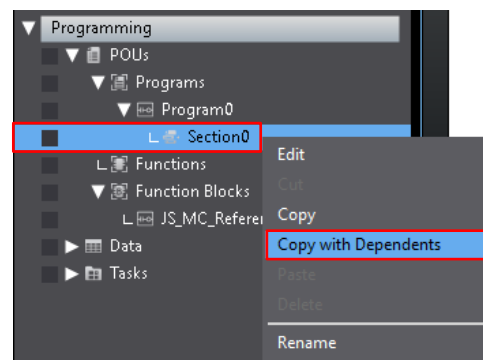 Programming
POUs
Programs
Program0
Section0
Functions
Function Blocks
JS_MC_Refere
Data
Tasks
Edit
Cut
Copy
Copy with Dependents
Paste
Delete
Rename